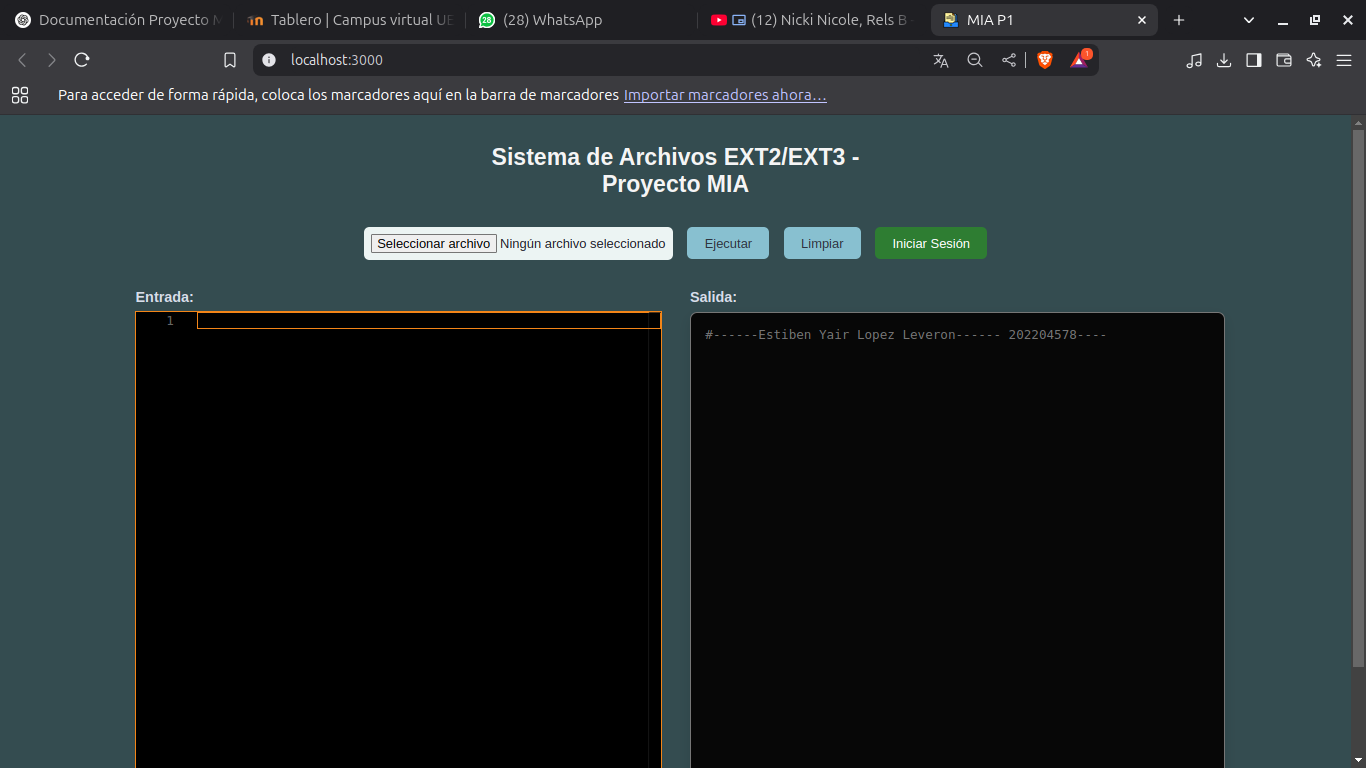 Documentación Proyecto M
Tablero | Campus virtual UE
28 (28) WhatsApp
(12) Nicki Nicole, Rels B
MIA P1
localhost:3000
1
Para acceder de forma rápida, coloca los marcadores aquí en la barra de marcadores Importar marcadores ahora…
Sistema de Archivos EXT2/EXT3 -
Proyecto MIA
Seleccionar archivo Ningún archivo seleccionado
Ejecutar
Limpiar
Iniciar Sesión
Entrada:
1
Salida:
#------Estiben Yair Lopez Leveron------ 202204578----